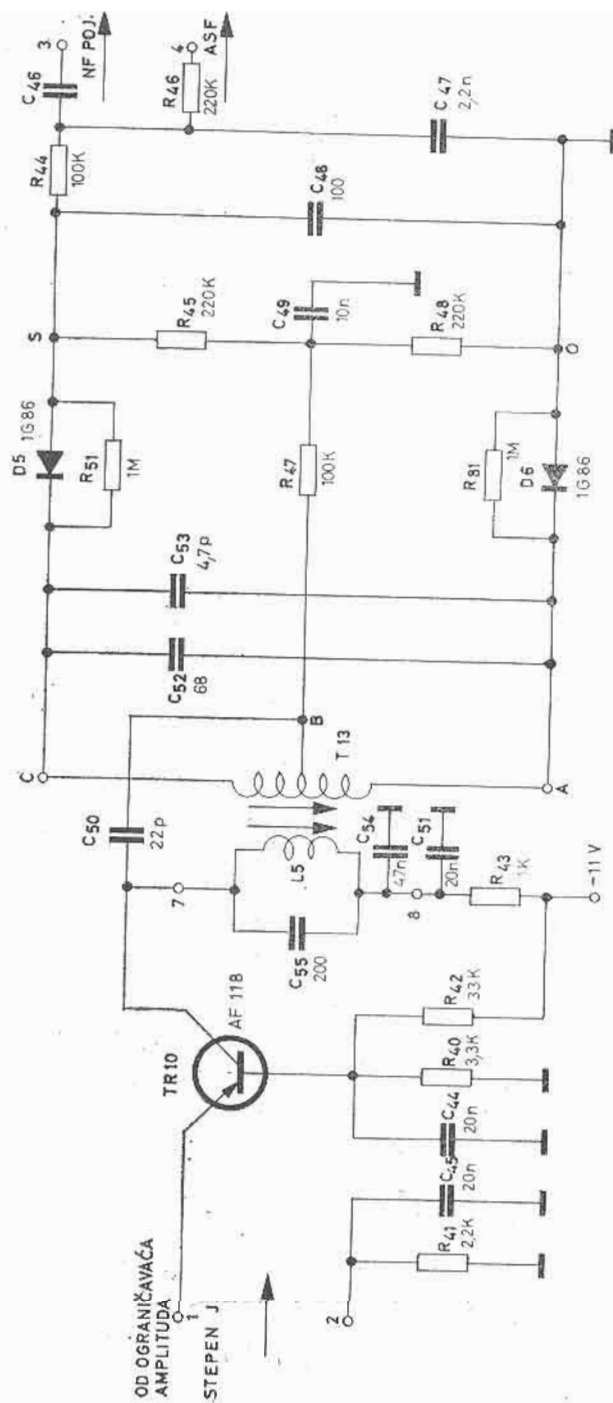 OD OGRANIČAVAĆA
AMPLITUDA
STEPEN J
1
2
R41
2,2K
C45
20n
C44
20n
R40
3,3K
R42
33K
TR10
AF 118
C55
200
L5
7
8
C54
47n
C51
20n
R43
1K
-11 V
C50
22p
T 13
C
B
A
C52
68
C53
4,7p
D5
1G86
R51
1M
R47
100K
R81
1M
D6
1G86
S
R45
220K
C49
10n
R48
220K
O
C48
100
R44
100K
C46
3
NF POJ.
R46
220K
4
ASF
C47
2,2n